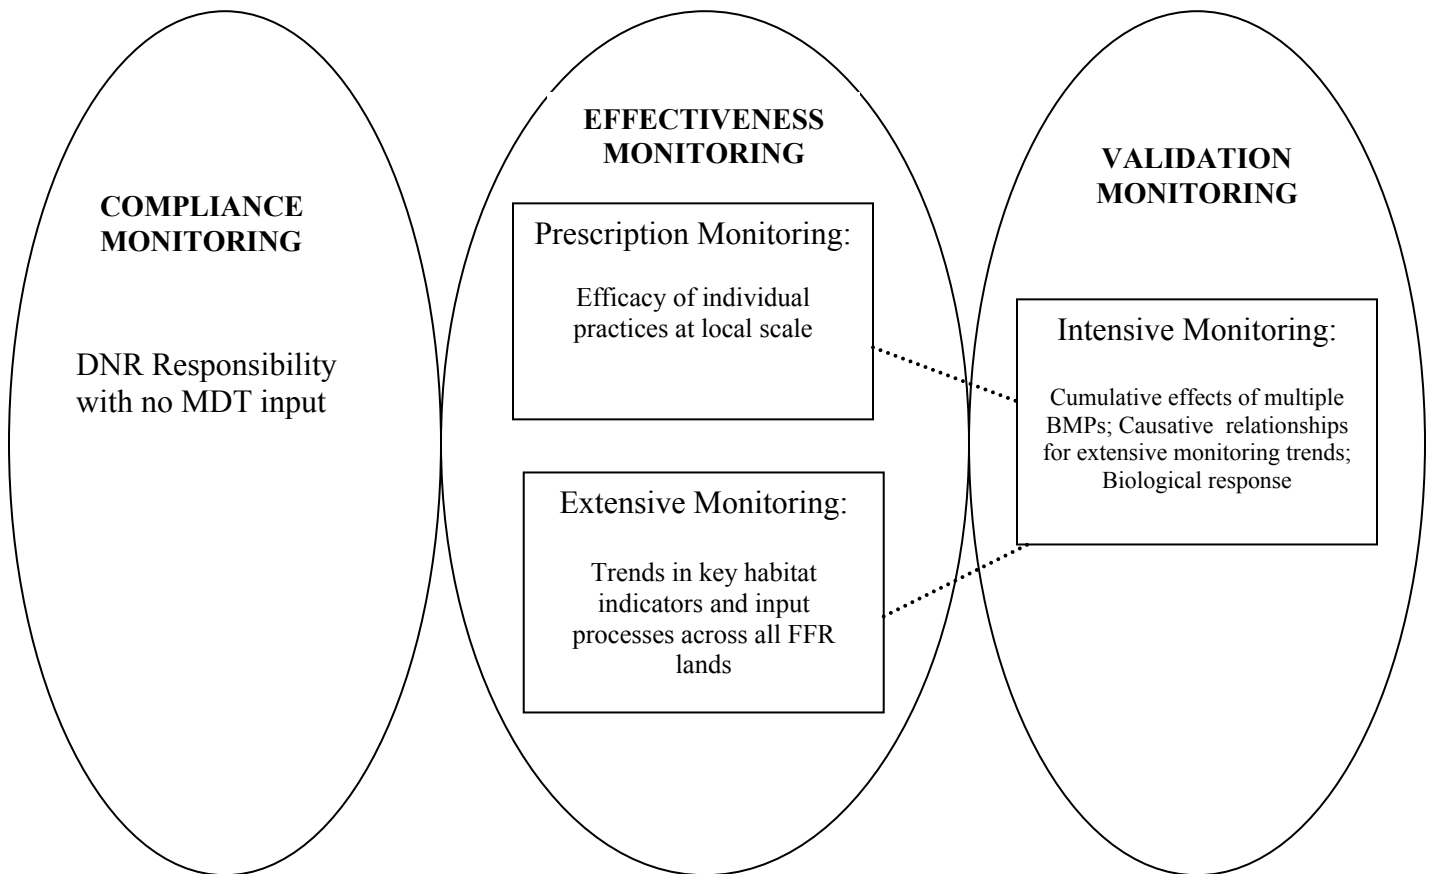 COMPLIANCE
MONITORING
DNR Responsibility
with no MDT input
EFFECTIVENESS
MONITORING
Prescription Monitoring:
Efficacy of individual
practices at local scale
Extensive Monitoring:
Trends in key habitat
indicators and input
processes across all FFR
lands
VALIDATION
MONITORING
Intensive Monitoring:
Cumulative effects of multiple
BMPs; Causative relationships
for extensive monitoring trends;
Biological response